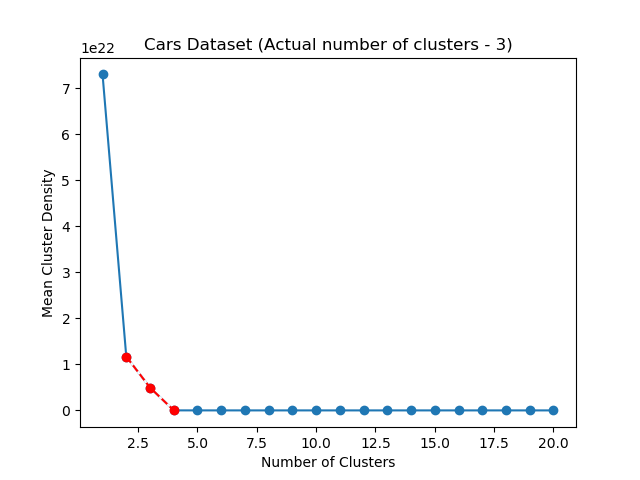 Cars Dataset (Actual number of clusters - 3)
1e22
7
6
5
4
3
2
1
0
Mean Cluster Density
2.5 5.0 7.5 10.0 12.5 15.0 17.5 20.0
Number of Clusters